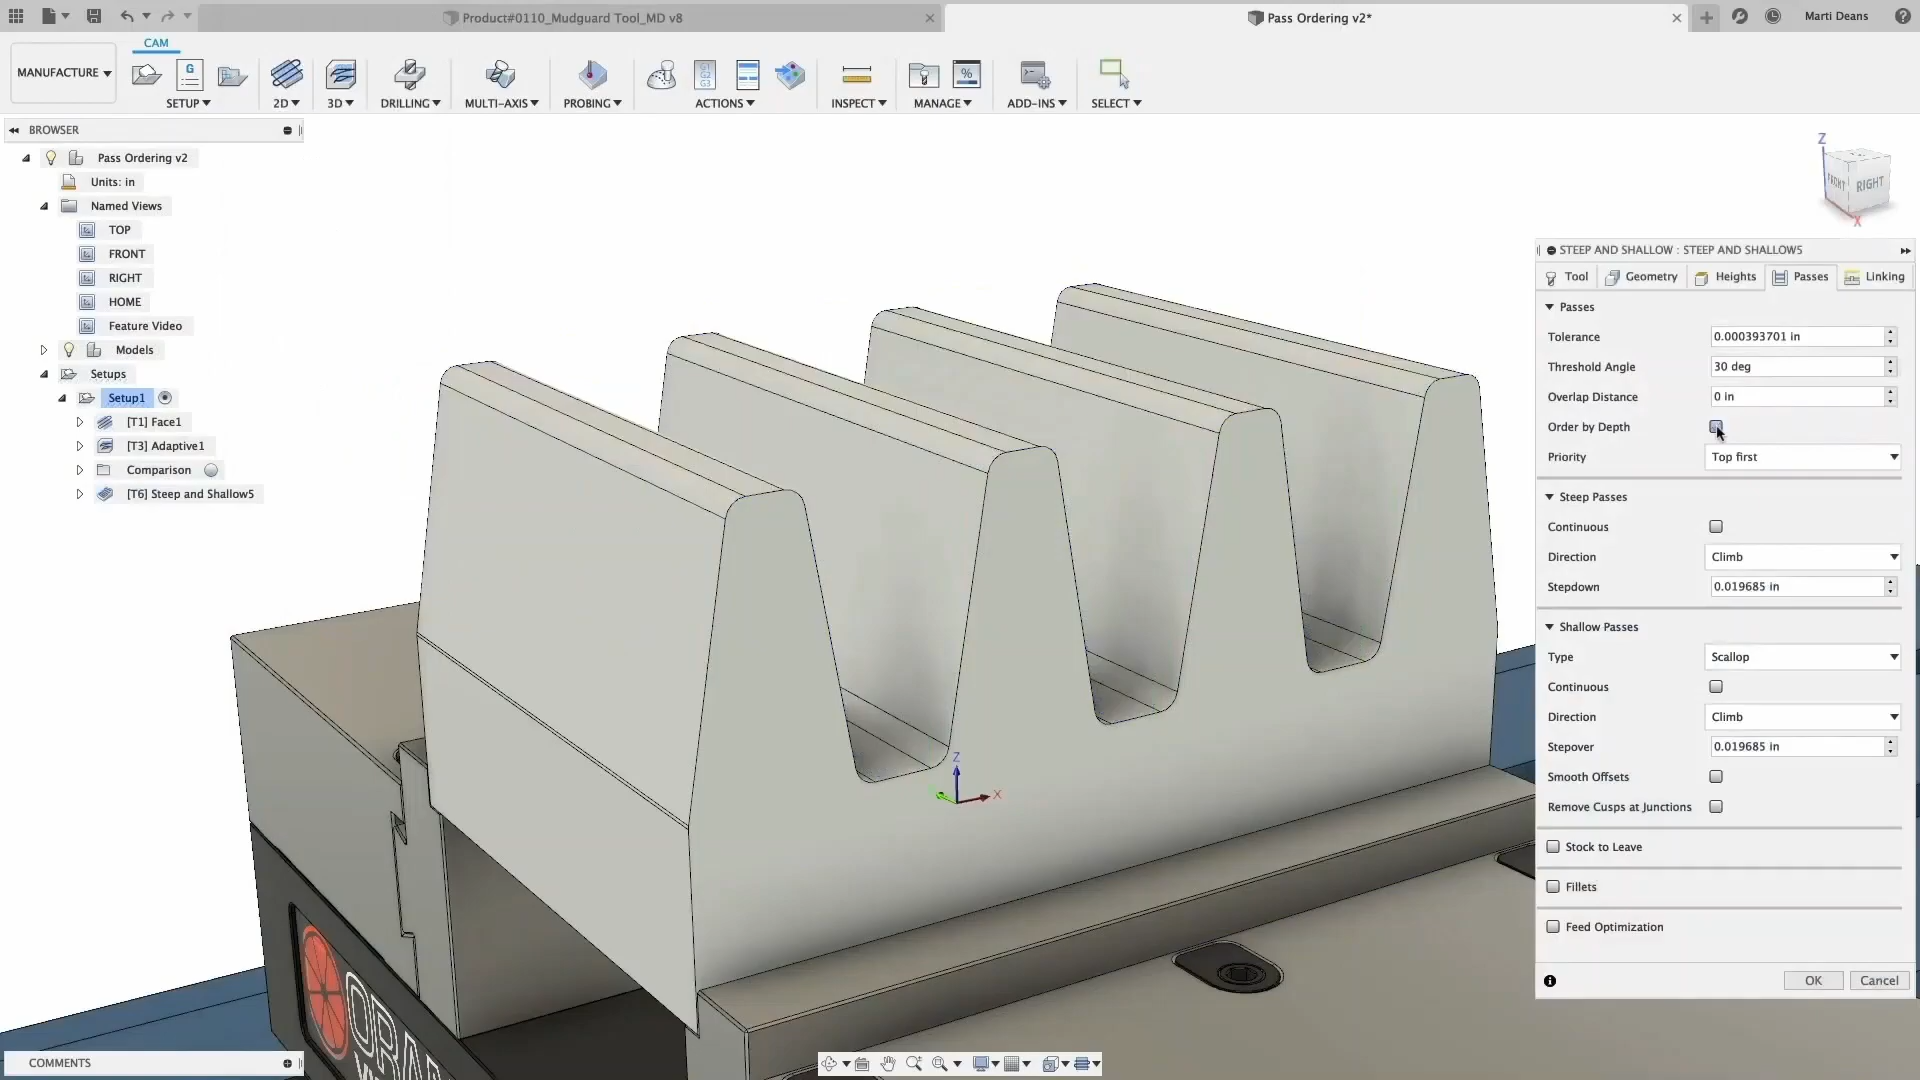 Product#0110_Mudguard Tool_MD v8
Pass Ordering v2*
Marti Deans
MANUFACTURE
CAM
SETUP
2D
3D
DRILLING
MULTI-AXIS
PROBING
ACTIONS
INSPECT
MANAGE
ADD-INS
SELECT
G
G1
G2
G3
%
BROWSER
Pass Ordering v2
Units: in
Named Views
TOP
FRONT
RIGHT
HOME
Feature Video
Models
Setups
Setup1
[T1] Face1
[T3] Adaptive1
Comparison
[T6] Steep and Shallow5
Z
FRONT
RIGHT
X
STEEP AND SHALLOW : STEEP AND SHALLOW5
Tool
Geometry
Heights
Passes
Linking
Passes
Tolerance 0.000393701 in
Threshold Angle 30 deg
Overlap Distance 0 in
Order by Depth
Priority Top first
Steep Passes
Continuous
Direction Climb
Stepdown 0.019685 in
Shallow Passes
Type Scallop
Continuous
Direction Climb
Stepover 0.019685 in
Smooth Offsets
Remove Cusps at Junctions
Stock to Leave
Fillets
Feed Optimization
OK
Cancel
Z
X
COMMENTS